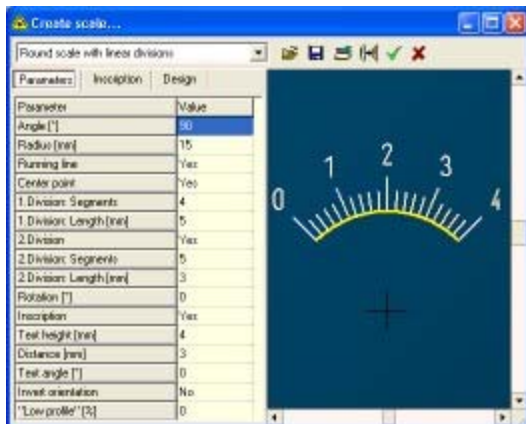 Create scale...
Round scale with linear divisions
Parameters Inscription Design
Parameter Value
Angle [°] 90
Radius [mm] 15
Running line Yes
Center point Yes
1.Division: Segments 4
1.Division: Length [mm] 5
2.Division Yes
2.Division: Segments 5
2.Division: Length [mm] 3
Rotation [°] 0
Inscription Yes
Text height [mm] 4
Distance [mm] 3
Text angle [°] 0
Invert orientation No
"Low profile" [%] 0
0 1 2 3 4